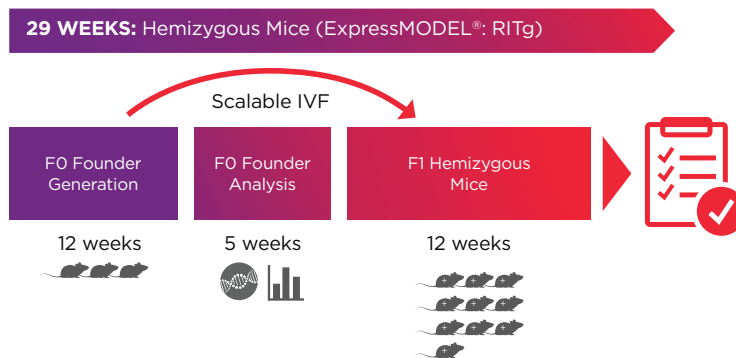 29 WEEKS: Hemizygous Mice (ExpressMODEL®: RITg)
Scalable IVF
F0 Founder
Generation
F0 Founder
Analysis
F1 Hemizygous
Mice
12 weeks
5 weeks
12 weeks